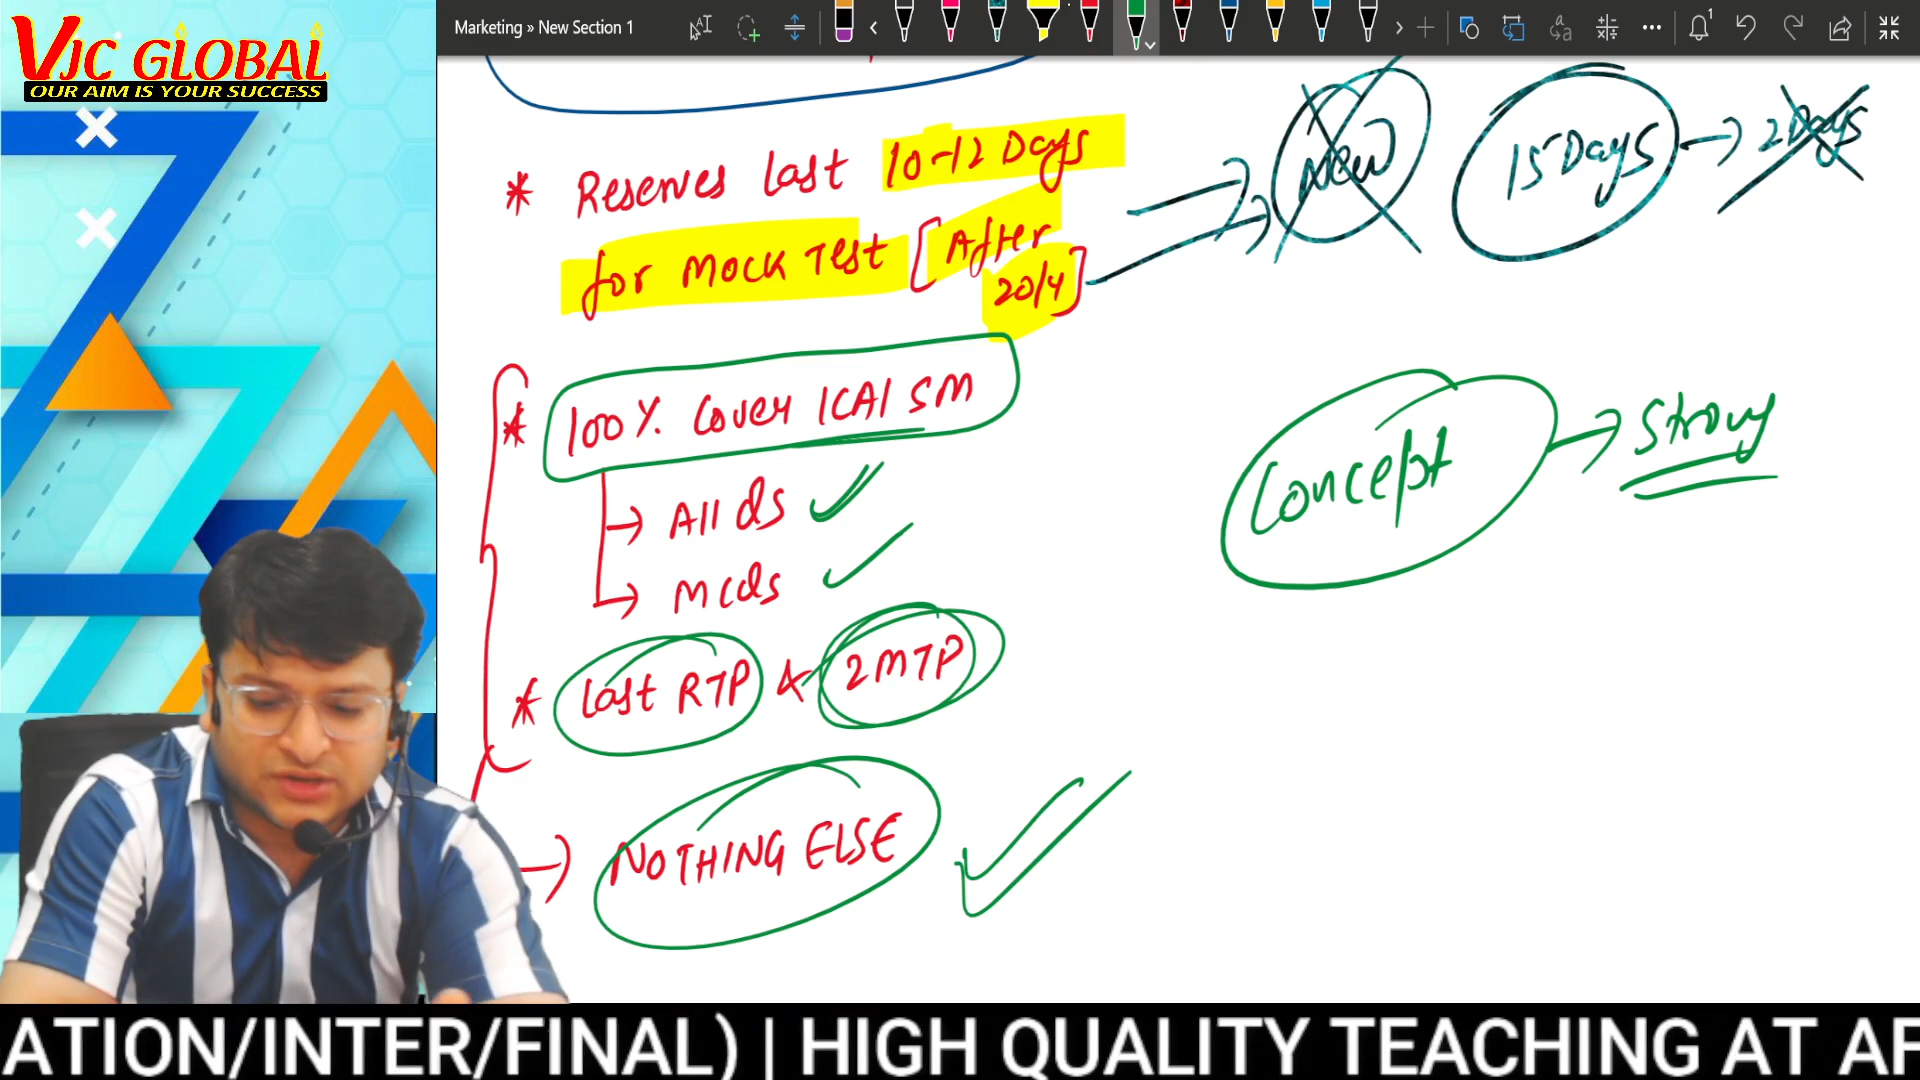 VJC GLOBAL
OUR AIM IS YOUR SUCCESS
Marketing » New Section 1
* Reserves last 10-12 Days
for Mock Test [After
20/4]
New
15 Days → 2 Days
* 100% Cover ICAI SM
→ All Qs
→ MCQs
Concept → Strong
* Last RTP & 2 MTP
→ NOTHING ELSE
ATION/INTER/FINAL) | HIGH QUALITY TEACHING AT AF